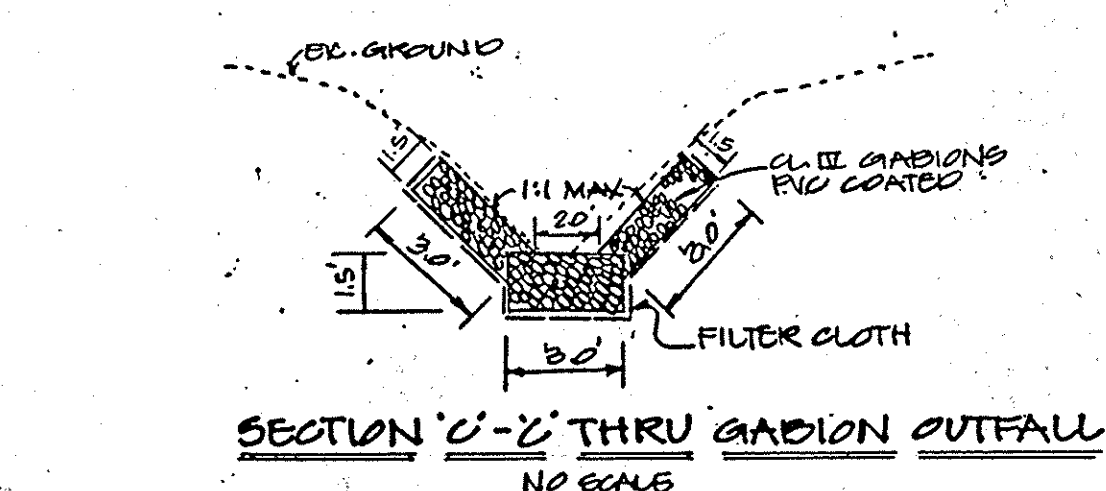 EX. GROUND
1.5'
1.5
CL. III GABIONS
PVC COATED
1:1 MAX
2.0'
3.0'
3.0'
1.5'
FILTER CLOTH
3.0'
SECTION 'C'-'C' THRU GABION OUTFALL
NO SCALE